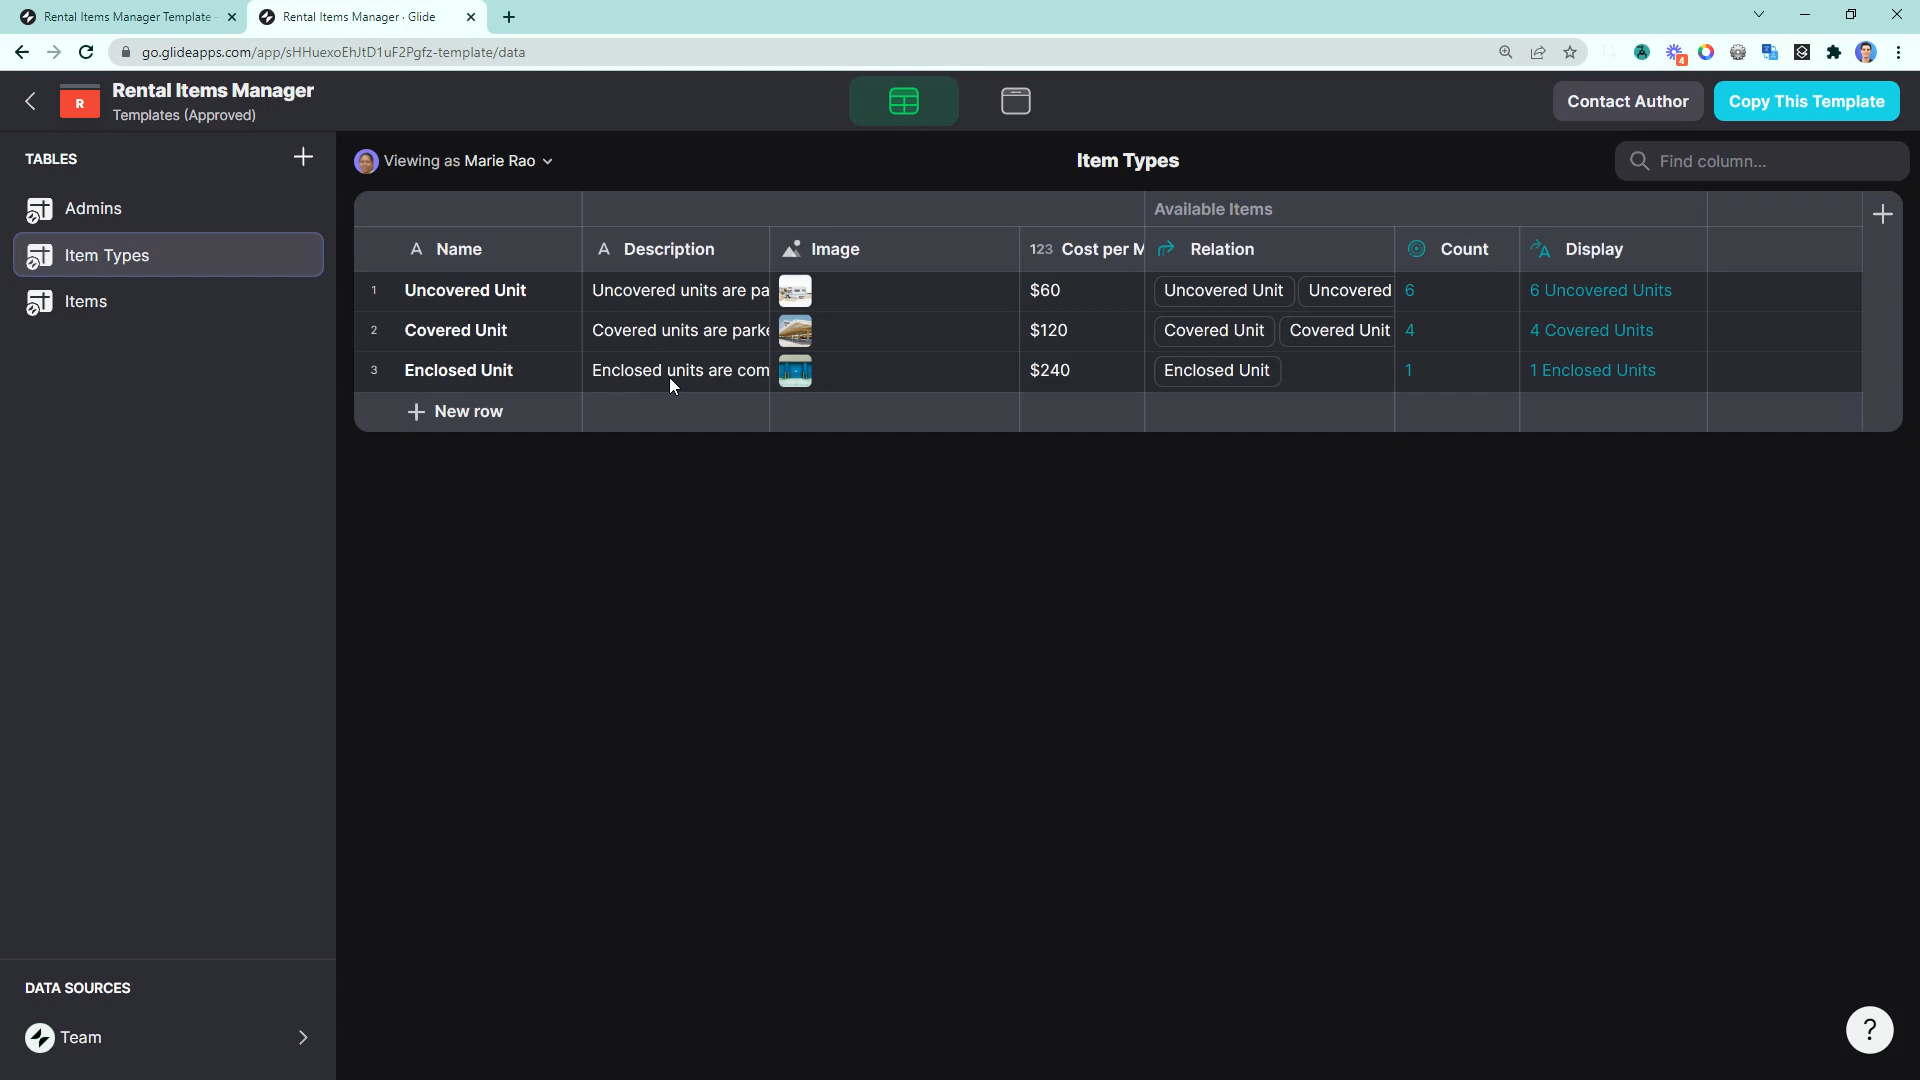 Rental Items Manager Template -
Rental Items Manager · Glide
go.glideapps.com/app/sHHuexoEhJtD1uF2Pgfz-template/data
4
R
Rental Items Manager
Templates (Approved)
Contact Author
Copy This Template
TABLES
Admins
Item Types
Items
Viewing as Marie Rao
Item Types
Find column...
Available Items
A Name
A Description
Image
123 Cost per M
Relation
Count
A Display
1 Uncovered Unit Uncovered units are pa $60 Uncovered Unit Uncovered 6 6 Uncovered Units
2 Covered Unit Covered units are parke $120 Covered Unit Covered Unit 4 4 Covered Units
3 Enclosed Unit Enclosed units are com $240 Enclosed Unit 1 1 Enclosed Units
New row
DATA SOURCES
Team
?